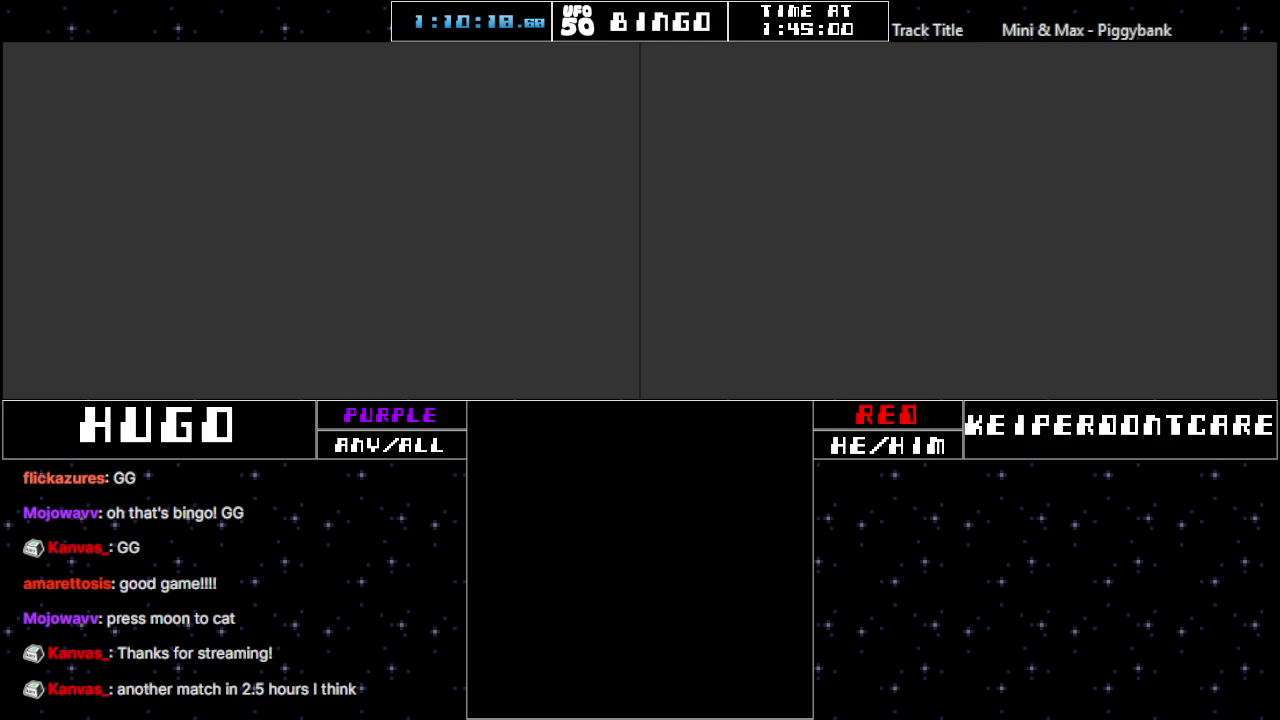 1:10:18.68
UFO 50 BINGO
TIME AT
1:45:00
Track Title Mini & Max - Piggybank
HUGO
PURPLE
ANY/ALL
RED
HE/HIM
KEIPERDONTCARE
flickazures: GG
Mojowayv: oh that's bingo! GG
Kanvas_: GG
amarettosis: good game!!!!
Mojowayv: press moon to cat
Kanvas_: Thanks for streaming!
Kanvas_: another match in 2.5 hours I think